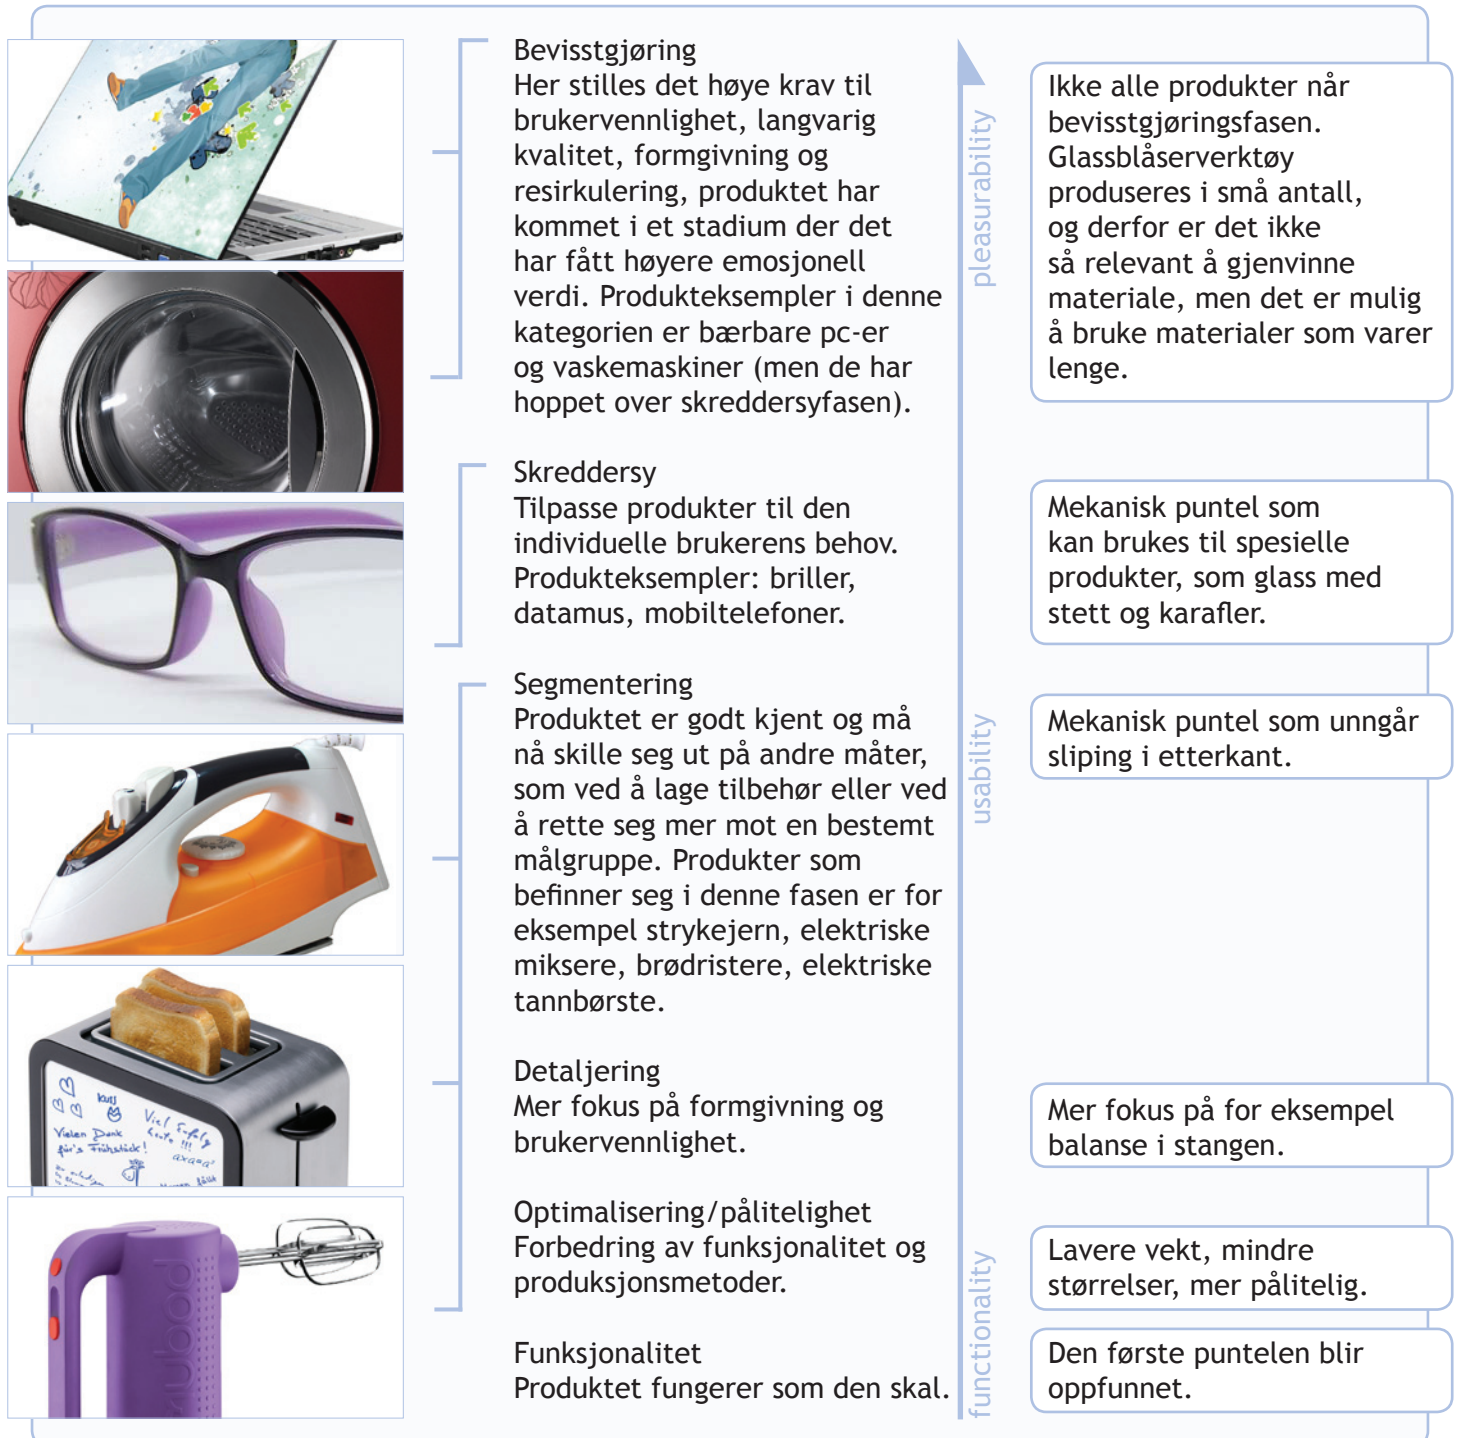 Bevisstgjøring
Her stilles det høye krav til
brukervennlighet, langvarig
kvalitet, formgivning og
resirkulering, produktet har
kommet i et stadium der det
har fått høyere emosjonell
verdi. Produkteksempler i denne
kategorien er bærbare pc-er
og vaskemaskiner (men de har
hoppet over skreddersyfasen).
Skreddersy
Tilpasse produkter til den
individuelle brukerens behov.
Produkteksempler: briller,
datamus, mobiltelefoner.
Segmentering
Produktet er godt kjent og må
nå skille seg ut på andre måter,
som ved å lage tilbehør eller ved
å rette seg mer mot en bestemt
målgruppe. Produkter som
befinner seg i denne fasen er for
eksempel strykejern, elektriske
miksere, brødristere, elektriske
tannbørste.
Detaljering
Mer fokus på formgivning og
brukervennlighet.
Optimalisering/pålitelighet
Forbedring av funksjonalitet og
produksjonsmetoder.
Funksjonalitet
Produktet fungerer som den skal.
pleasurability
usability
functionality
Ikke alle produkter når
bevisstgjøringsfasen.
Glassblåserverktøy
produseres i små antall,
og derfor er det ikke
så relevant å gjenvinne
materiale, men det er mulig
å bruke materialer som varer
lenge.
Mekanisk puntel som
kan brukes til spesielle
produkter, som glass med
stett og karafler.
Mekanisk puntel som unngår
sliping i etterkant.
Mer fokus på for eksempel
balanse i stangen.
Lavere vekt, mindre
størrelser, mer pålitelig.
Den første puntelen blir
oppfunnet.
Kurs
Viel Erfolg
heute !!!
Vielen Dank
für's Frühstück!
bodum